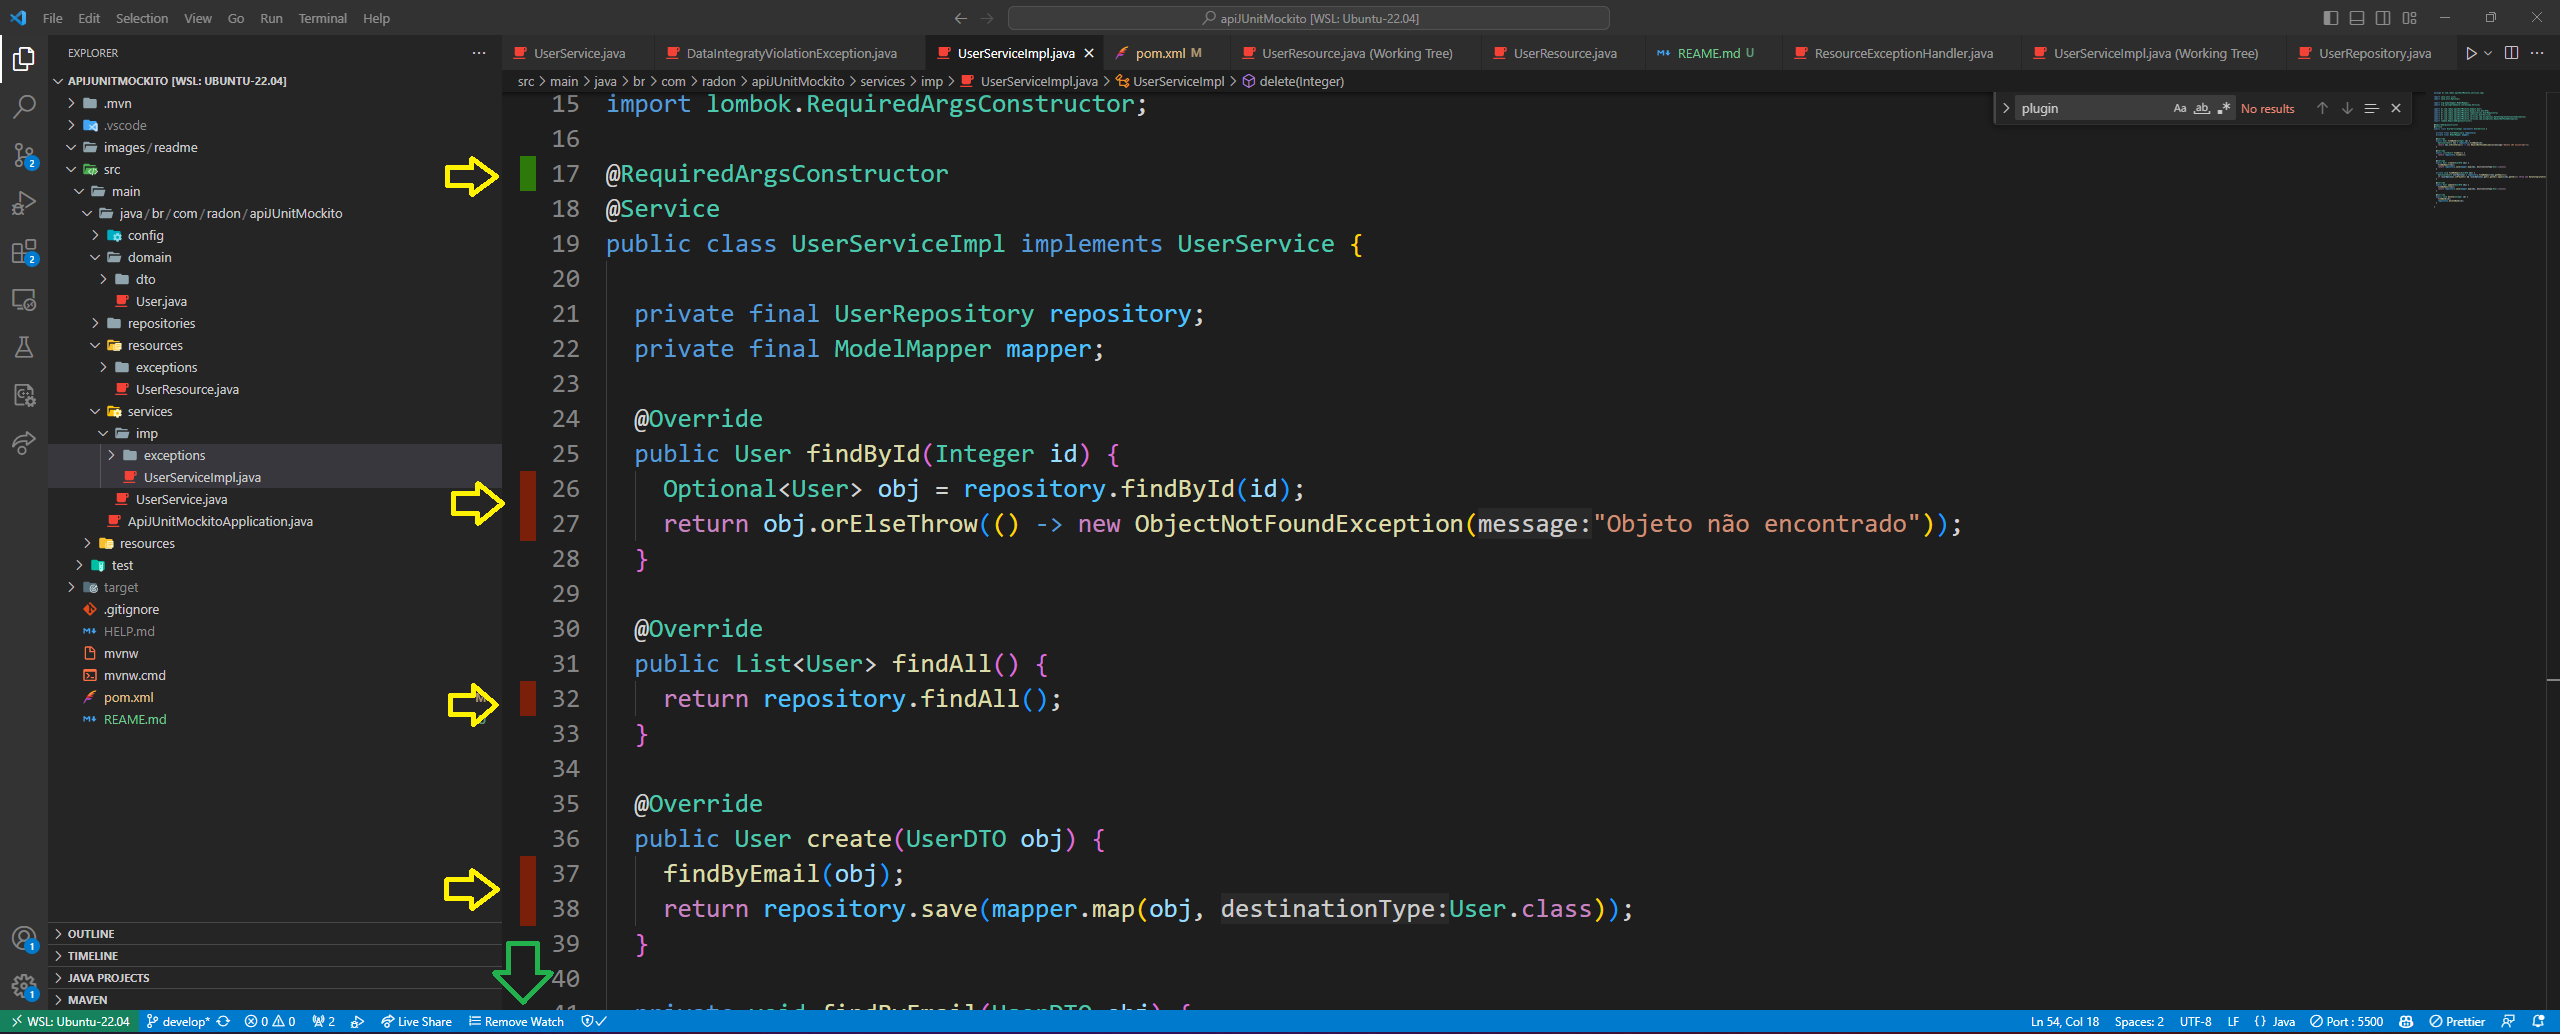 File Edit Selection View Go Run Terminal Help
apiJUnitMockito [WSL: Ubuntu-22.04]
EXPLORER
UserService.java
DataIntegratyViolationException.java
UserServiceImpl.java
pom.xml M
UserResource.java (Working Tree)
UserResource.java
REAME.md U
ResourceExceptionHandler.java
UserServiceImpl.java (Working Tree)
UserRepository.java
src > main > java > br > com > radon > apiJUnitMockito > services > imp > UserServiceImpl.java > UserServiceImpl > delete(Integer)
plugin Aa ab No results
APIJUNITMOCKITO [WSL: UBUNTU-22.04]
.mvn
.vscode
images/readme
src
main
java/br/com/radon/apiJUnitMockito
config
domain
dto
User.java
repositories
resources
exceptions
UserResource.java
services
imp
exceptions
UserServiceImpl.java
UserService.java
ApiJUnitMockitoApplication.java
resources
test
target
.gitignore
HELP.md
mvnw
mvnw.cmd
pom.xml
REAME.md
OUTLINE
TIMELINE
JAVA PROJECTS
MAVEN
2
2
1
1
15 import lombok.RequiredArgsConstructor;
16
17 @RequiredArgsConstructor
18 @Service
19 public class UserServiceImpl implements UserService {
20
21 private final UserRepository repository;
22 private final ModelMapper mapper;
23
24 @Override
25 public User findById(Integer id) {
26 Optional<User> obj = repository.findById(id);
27 return obj.orElseThrow(() -> new ObjectNotFoundException(message:"Objeto não encontrado"));
28 }
29
30 @Override
31 public List<User> findAll() {
32 return repository.findAll();
33 }
34
35 @Override
36 public User create(UserDTO obj) {
37 findByEmail(obj);
38 return repository.save(mapper.map(obj, destinationType:User.class));
39 }
40
41 private void findByEmail(UserDTO obj) {
WSL: Ubuntu-22.04 develop* 0 0 2 Live Share Remove Watch Ln 54, Col 18 Spaces: 2 UTF-8 LF {} Java Port : 5500 Prettier